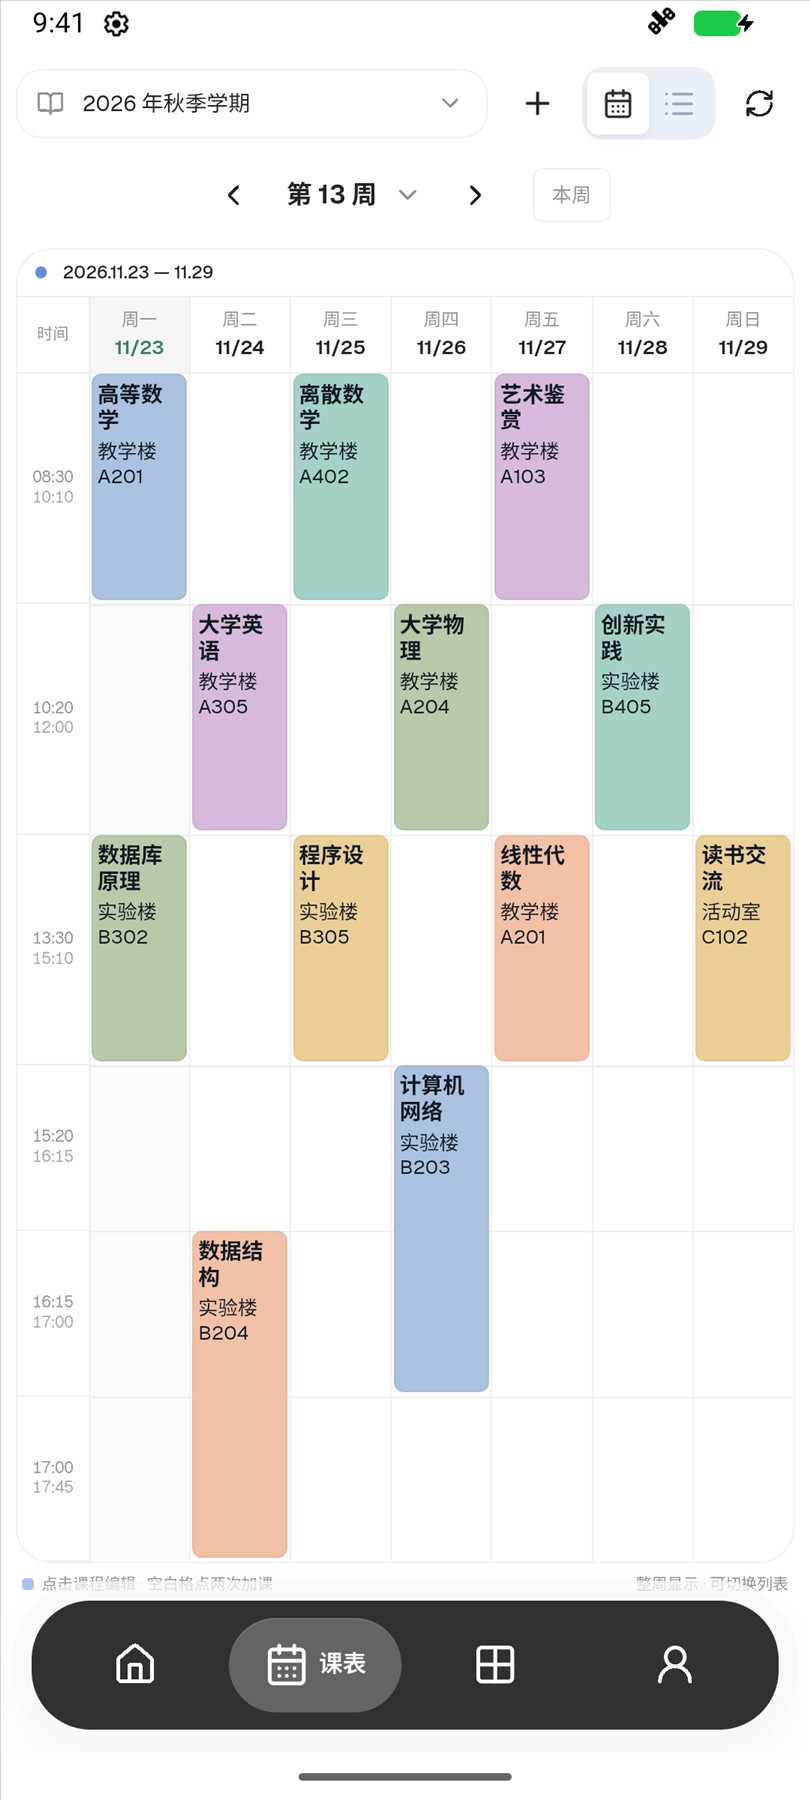 9:41
2026 年秋季学期
第 13 周
本周
2026.11.23 — 11.29
时间
周一
11/23
周二
11/24
周三
11/25
周四
11/26
周五
11/27
周六
11/28
周日
11/29
08:30
10:10
高等数
学
教学楼
A201
离散数
学
教学楼
A402
艺术鉴
赏
教学楼
A103
10:20
12:00
大学英
语
教学楼
A305
大学物
理
教学楼
A204
创新实
践
实验楼
B405
13:30
15:10
数据库
原理
实验楼
B302
程序设
计
实验楼
B305
线性代
数
教学楼
A201
读书交
流
活动室
C102
15:20
16:15
计算机
网络
实验楼
B203
16:15
17:00
数据结
构
实验楼
B204
17:00
17:45
点击课程编辑 · 空白格点两次加课
整周显示 · 可切换列表
课表